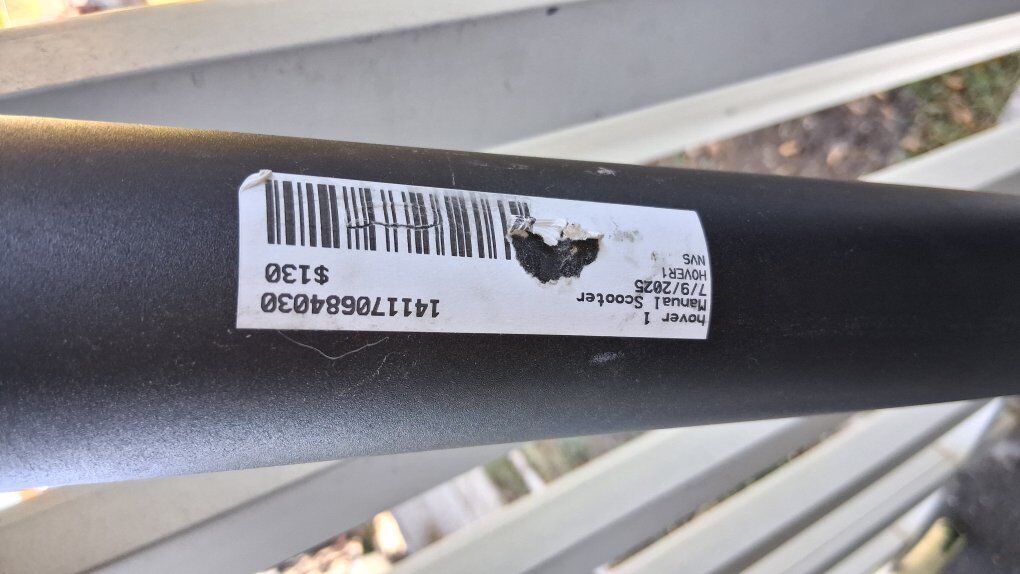 hover 1
Manual Scooter
7/9/2025
HOVER1
NVS
141170684030
$130